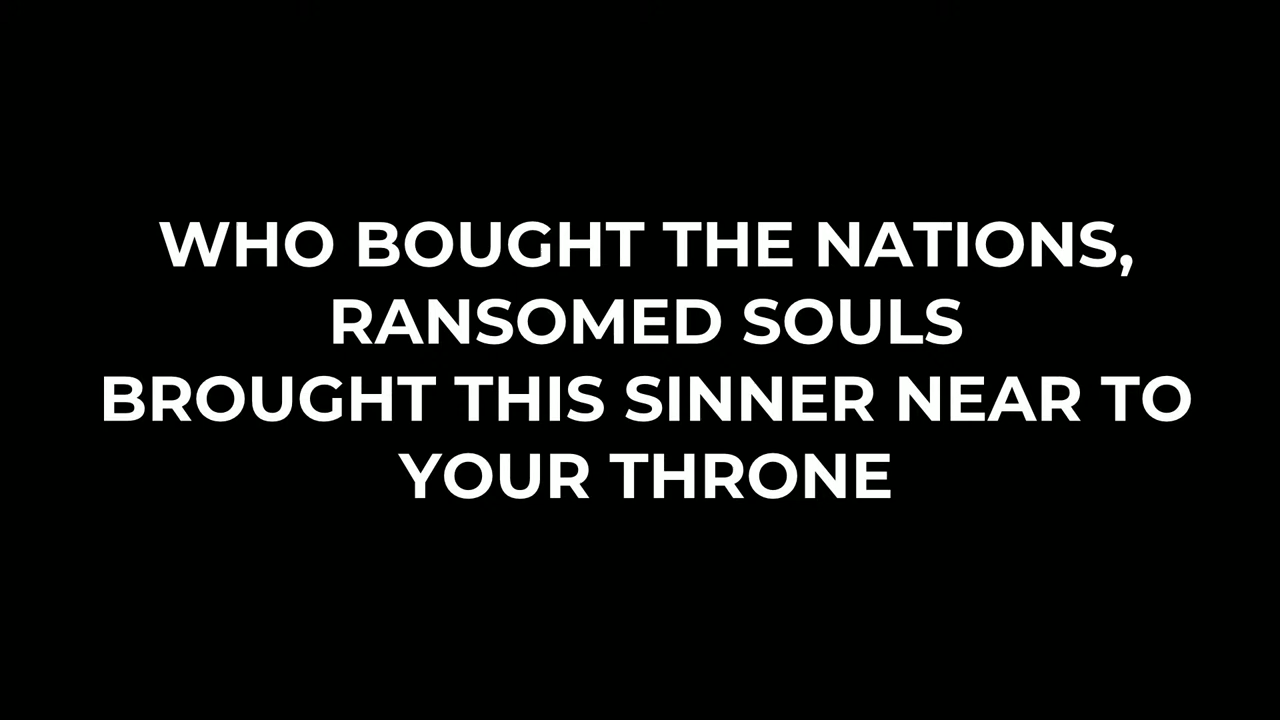 WHO BOUGHT THE NATIONS,
RANSOMED SOULS
BROUGHT THIS SINNER NEAR TO
YOUR THRONE